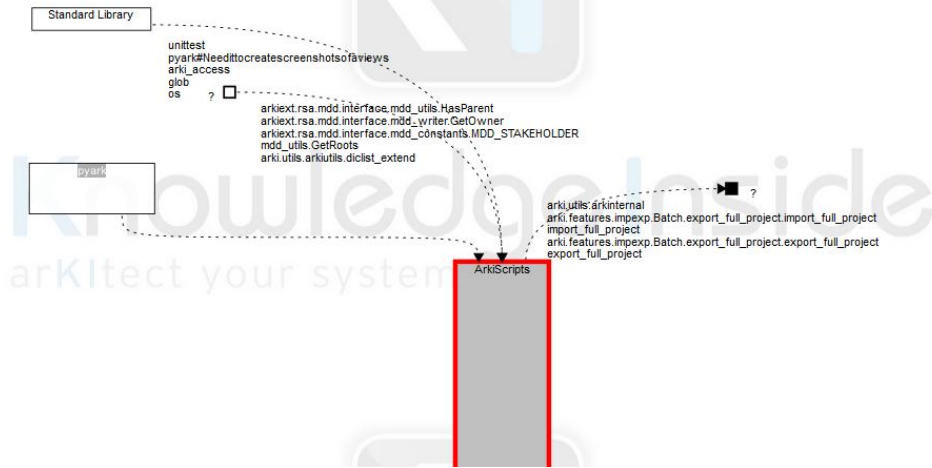 Standard Library
unittest
pyark#Needittocreatescreenshotsofaviews
arki_access
glob
os
?
arkiext.rsa.mdd.interface.mdd_utils.HasParent
arkiext.rsa.mdd.interface.mdd_writer.GetOwner
arkiext.rsa.mdd.interface.mdd_constants.MDD_STAKEHOLDER
mdd_utils.GetRoots
arki.utils.arkiutils.diclist_extend
pyark
KnowledgeInside
arKItect your system
?
arki.utils.arkinternal
arki.features.impexp.Batch.export_full_project.import_full_project
import_full_project
arki.features.impexp.Batch.export_full_project.export_full_project
export_full_project
ArkiScripts